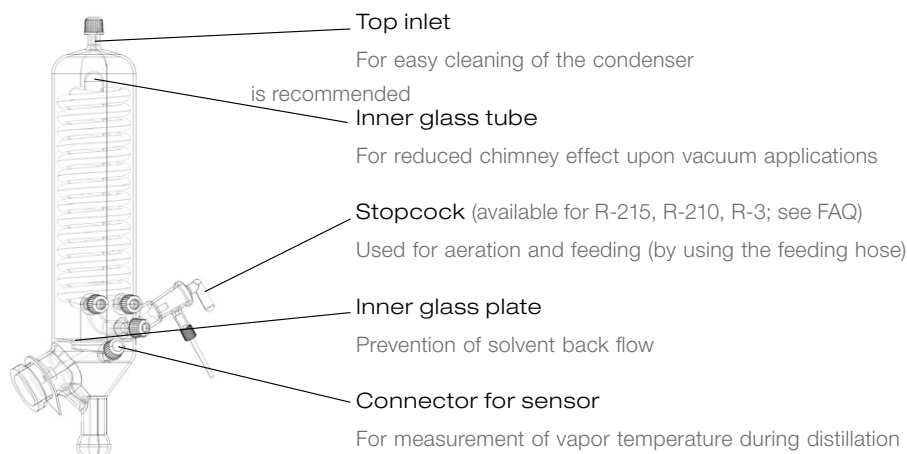 Top inlet
For easy cleaning of the condenser
is recommended
Inner glass tube
For reduced chimney effect upon vacuum applications
Stopcock (available for R-215, R-210, R-3; see FAQ)
Used for aeration and feeding (by using the feeding hose)
Inner glass plate
Prevention of solvent back flow
Connector for sensor
For measurement of vapor temperature during distillation